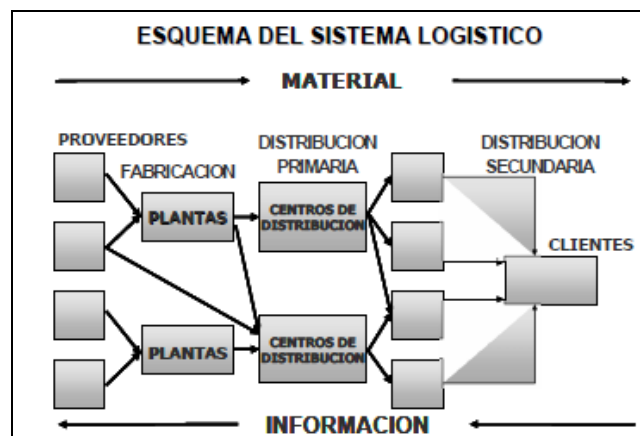 ESQUEMA DEL SISTEMA LOGISTICO
MATERIAL
PROVEEDORES
FABRICACION
DISTRIBUCION
PRIMARIA
DISTRIBUCION
SECUNDARIA
PLANTAS
CENTROS DE
DISTRIBUCION
CLIENTES
PLANTAS
CENTROS DE
DISTRIBUCION
INFORMACION